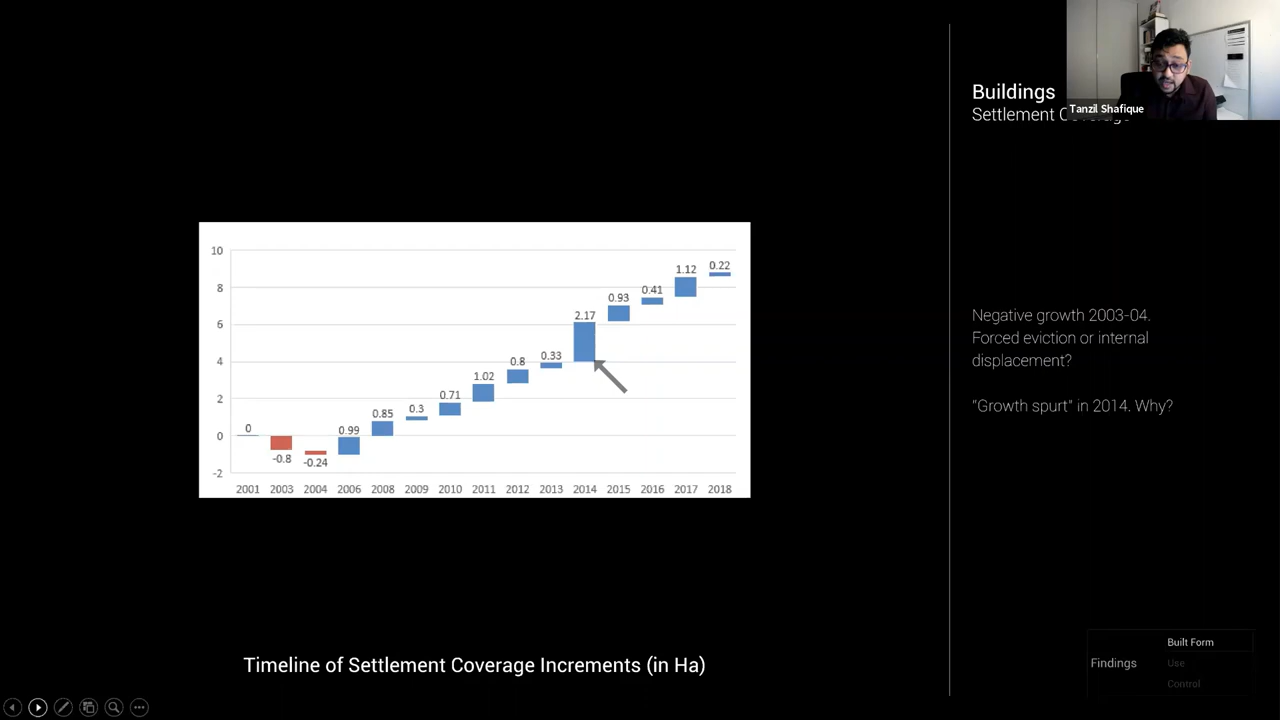 Buildings
Settlement Coverage
Tanzil Shafique
10
8
6
4
2
0
-2
0
-0.8
-0.24
0.99
0.85
0.3
0.71
1.02
0.8
0.33
2.17
0.93
0.41
1.12
0.22
2001 2003 2004 2006 2008 2009 2010 2011 2012 2013 2014 2015 2016 2017 2018
Negative growth 2003-04.
Forced eviction or internal
displacement?
"Growth spurt" in 2014. Why?
Timeline of Settlement Coverage Increments (in Ha)
Findings
Built Form
Use
Control